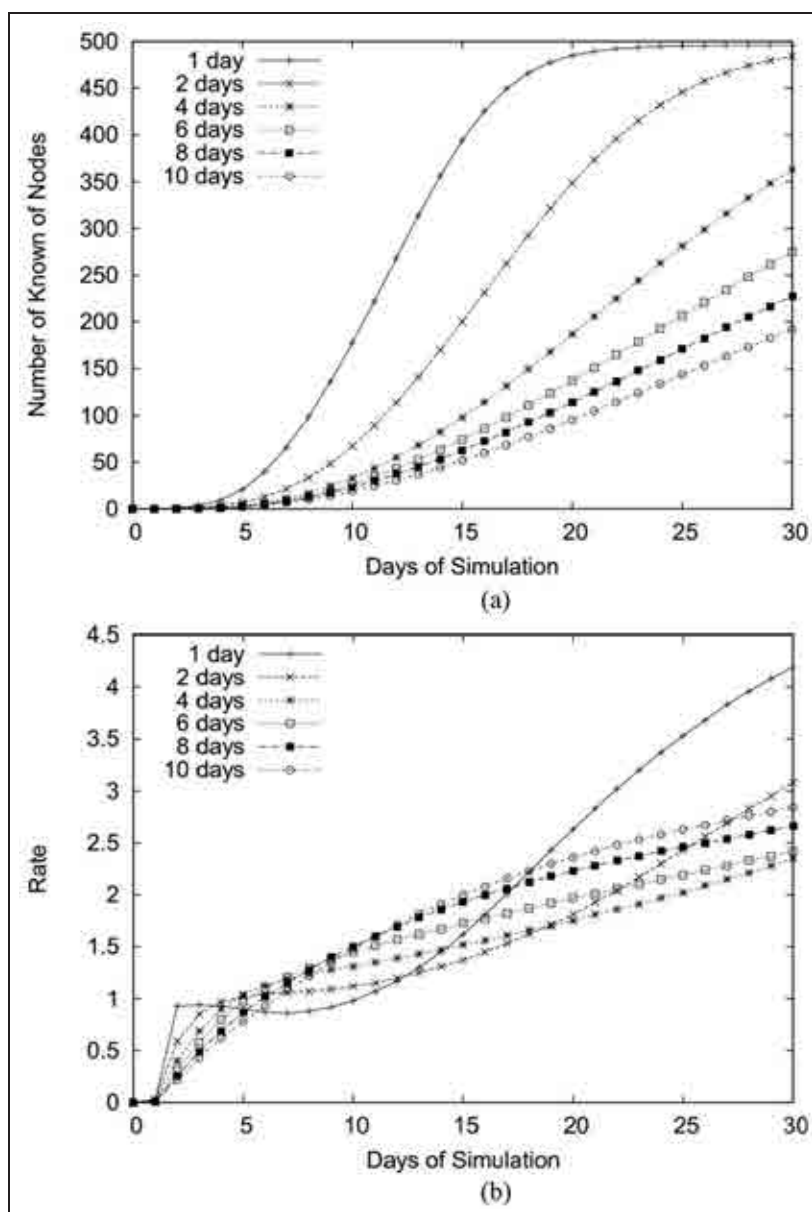 500
450
400
350
300
250
200
150
100
50
0
Number of Known of Nodes
1 day
2 days
4 days
6 days
8 days
10 days
0 5 10 15 20 25 30
Days of Simulation
(a)
4.5
4
3.5
3
2.5
2
1.5
1
0.5
0
Rate
1 day
2 days
4 days
6 days
8 days
10 days
0 5 10 15 20 25 30
Days of Simulation
(b)